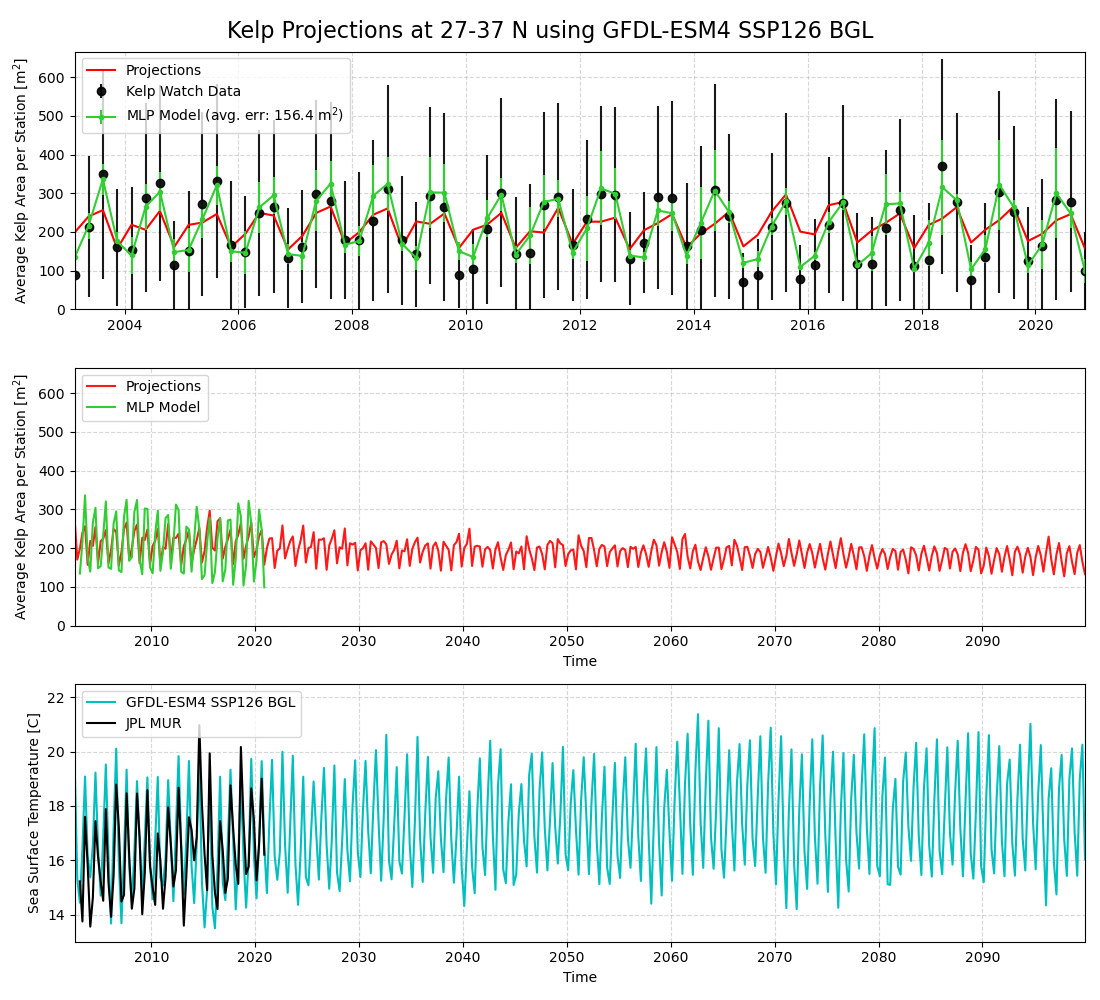 Kelp Projections at 27-37 N using GFDL-ESM4 SSP126 BGL
Average Kelp Area per Station [m²]
600
500
400
300
200
100
0
Projections
Kelp Watch Data
MLP Model (avg. err: 156.4 m²)
2004 2006 2008 2010 2012 2014 2016 2018 2020
Average Kelp Area per Station [m²]
600
500
400
300
200
100
0
Projections
MLP Model
2010 2020 2030 2040 2050 2060 2070 2080 2090
Time
Sea Surface Temperature [C]
22
20
18
16
14
GFDL-ESM4 SSP126 BGL
JPL MUR
2010 2020 2030 2040 2050 2060 2070 2080 2090
Time